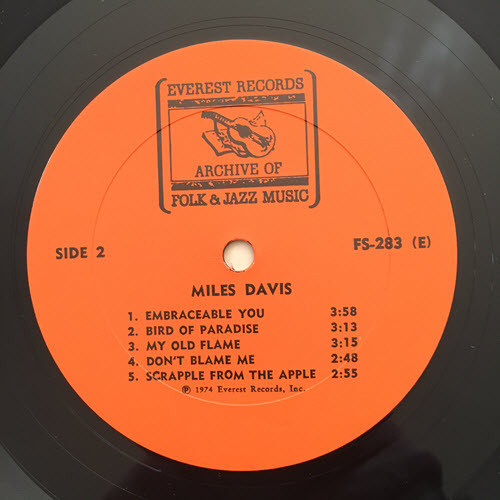 EVEREST RECORDS
ARCHIVE OF
FOLK & JAZZ MUSIC
SIDE 2
FS-283 (E)
MILES DAVIS
1. EMBRACEABLE YOU 3:58
2. BIRD OF PARADISE 3:13
3. MY OLD FLAME 3:15
4. DON'T BLAME ME 2:48
5. SCRAPPLE FROM THE APPLE 2:55
℗ 1974 Everest Records, Inc.